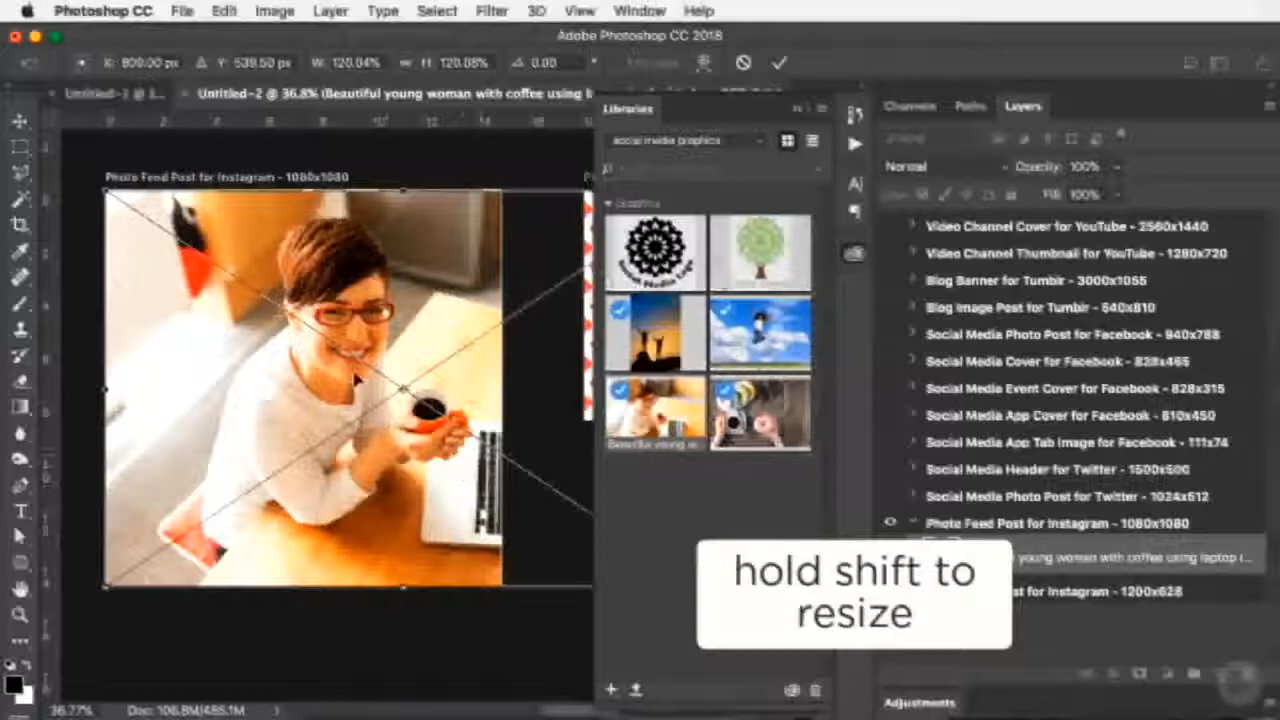 Photoshop CC File Edit Image Layer Type Select Filter 3D View Window Help
Adobe Photoshop CC 2018
X: 809.00 px Y: 539.50 px W: 120.04% H: 120.08% 0.00
Untitled-2 @ 36.8% (Beautiful young woman with coffee using
Libraries
Channels Paths Layers
social media graphics
Normal Opacity: 100%
Photo Feed Post for Instagram - 1080x1080
Fill: 100%
Graphics
Social Media Logo
Beautiful young w...
Video Channel Cover for YouTube - 2560x1440
Video Channel Thumbnail for YouTube - 1280x720
Blog Banner for Tumblr - 3000x1055
Blog Image Post for Tumblr - 540x810
Social Media Photo Post for Facebook - 940x788
Social Media Cover for Facebook - 828x465
Social Media Event Cover for Facebook - 828x315
Social Media App Cover for Facebook - 810x450
Social Media App Tab Image for Facebook - 111x74
Social Media Header for Twitter - 1500x500
Social Media Photo Post for Twitter - 1024x512
Photo Feed Post for Instagram - 1080x1080
young woman with coffee using laptop i...
st for Instagram - 1200x628
hold shift to
resize
Adjustments
36.77% Doc: 106.8M/485.1M